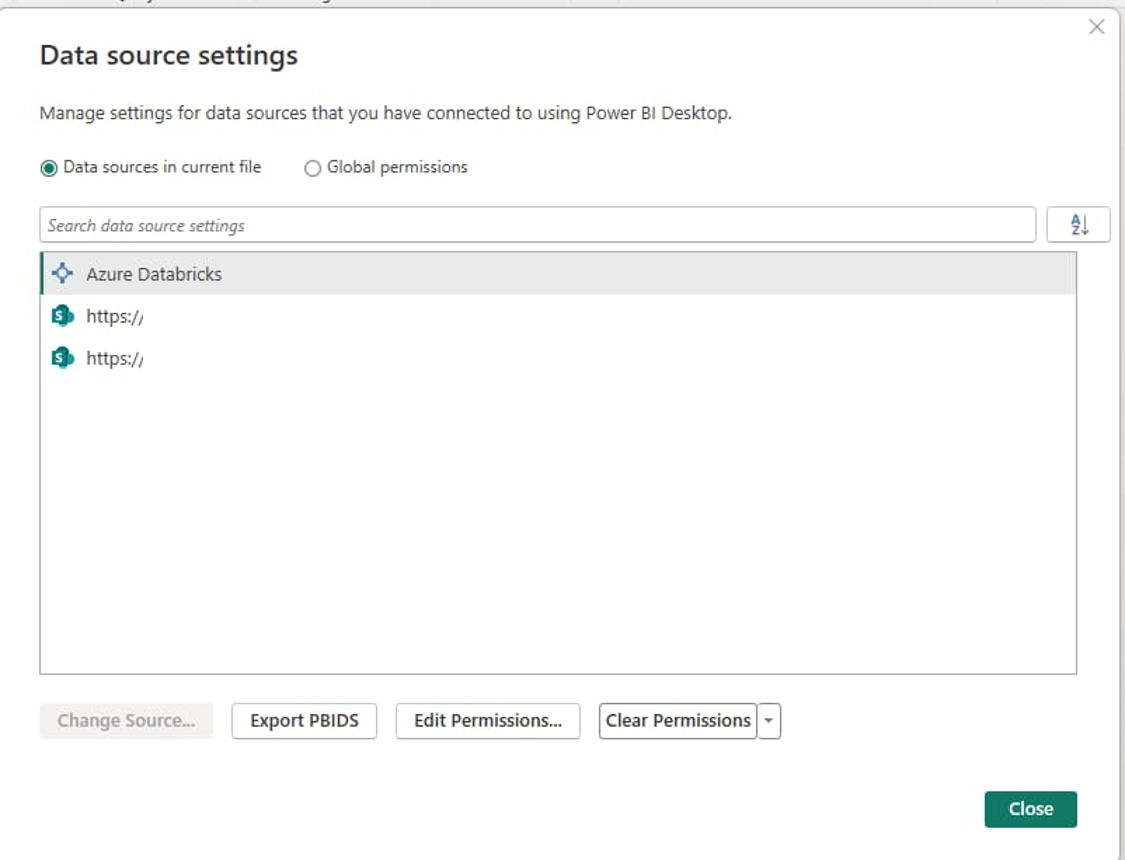 Data source settings
Manage settings for data sources that you have connected to using Power BI Desktop.
Data sources in current file Global permissions
Search data source settings
Azure Databricks
https://
https://
Change Source... Export PBIDS Edit Permissions... Clear Permissions
Close